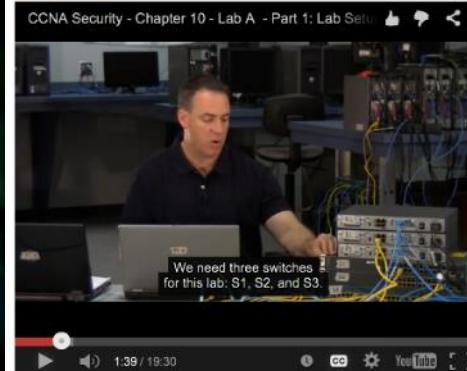 CCNA Security - Chapter 10 - Lab A - Part 1: Lab Setu
We need three switches
for this lab: S1, S2, and S3.
1:39 / 19:30
CC
YouTube